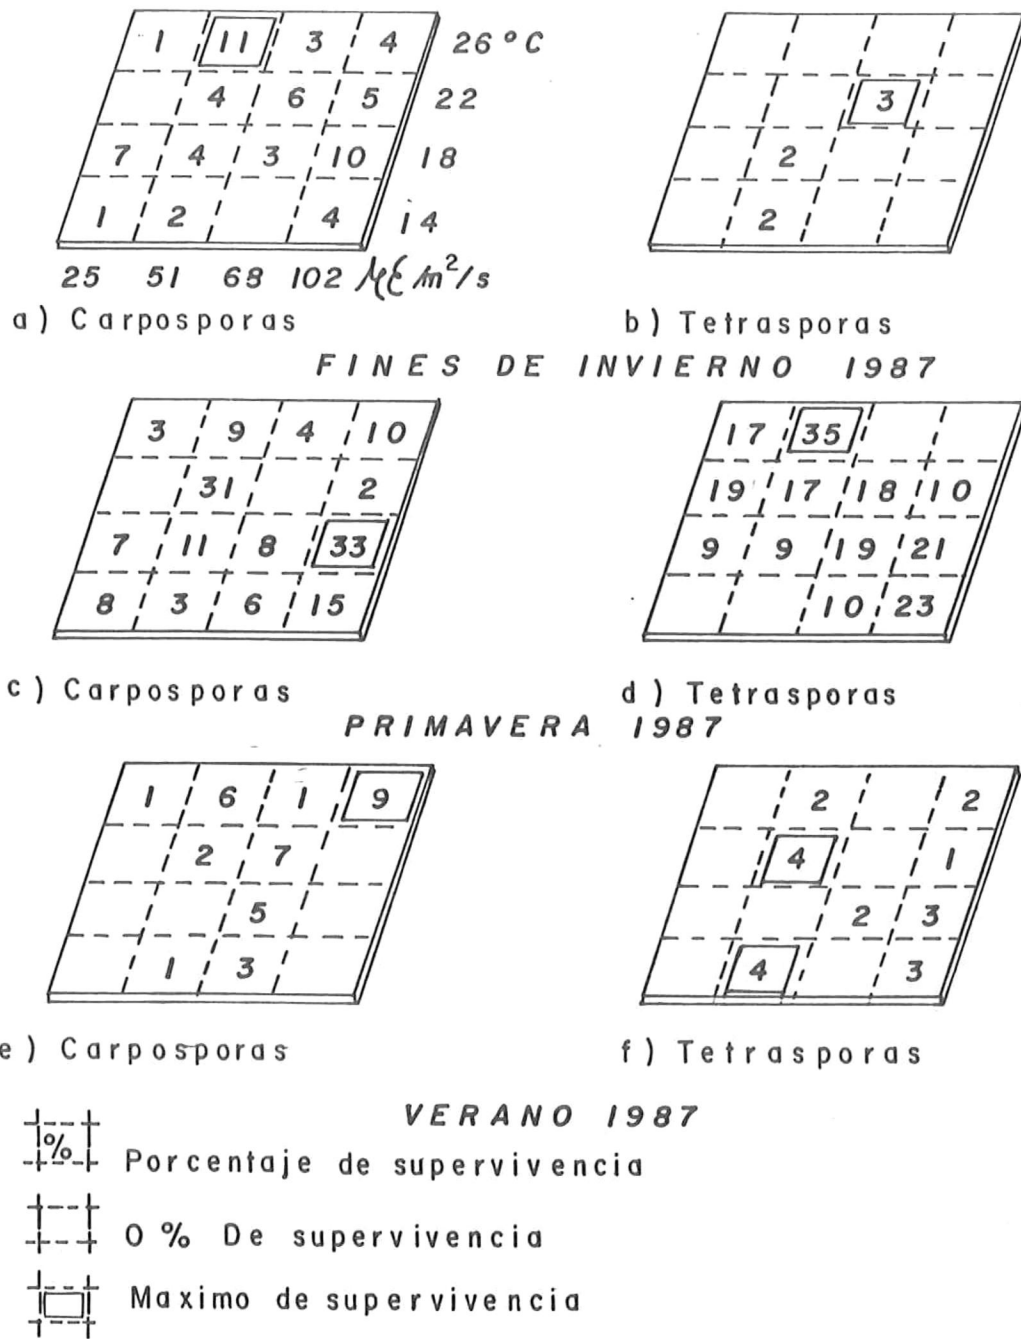 1 11 3 4 26°C
4 6 5 22
7 4 3 10 18
1 2 4 14
25 51 68 102 µE/m²/s
a) Carposporas
3
2
2
b) Tetrasporas
FINES DE INVIERNO 1987
3 9 4 10
31 2
7 11 8 33
8 3 6 15
c) Carposporas
17 35
19 17 18 10
9 9 19 21
10 23
d) Tetrasporas
PRIMAVERA 1987
1 6 1 9
2 7
5
1 3
e) Carposporas
2 2
4 1
2 3
4 3
f) Tetrasporas
VERANO 1987
% Porcentaje de supervivencia
0 % De supervivencia
Maximo de supervivencia